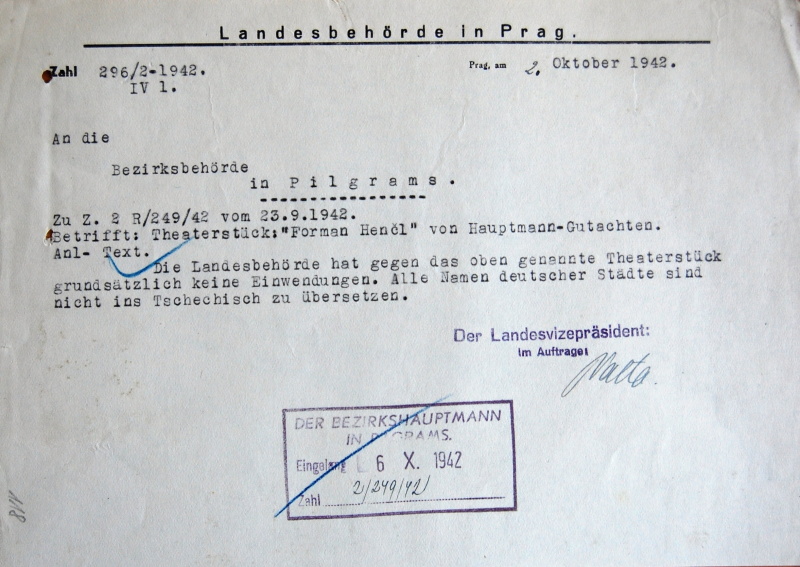 Landesbehörde in Prag.
Zahl 296/2-1942.
IV 1.
Prag, am 2. Oktober 1942.
An die
Bezirksbehörde
in Pilgrams.
Zu Z. 2 R/249/42 vom 23.9.1942.
Betrifft: Theaterstück: "Forman Henčl" von Hauptmann-Gutachten.
Anl- Text.
Die Landesbehörde hat gegen das oben genannte Theaterstück
grundsätzlich keine Einwendungen. Alle Namen deutscher Städte sind
nicht ins Tschechisch zu übersetzen.
Der Landesvizepräsident:
Im Auftrage:
DER BEZIRKSHAUPTMANN
IN PILGRAMS.
Eingelangt 6 X. 1942
Zahl 2/249/42/